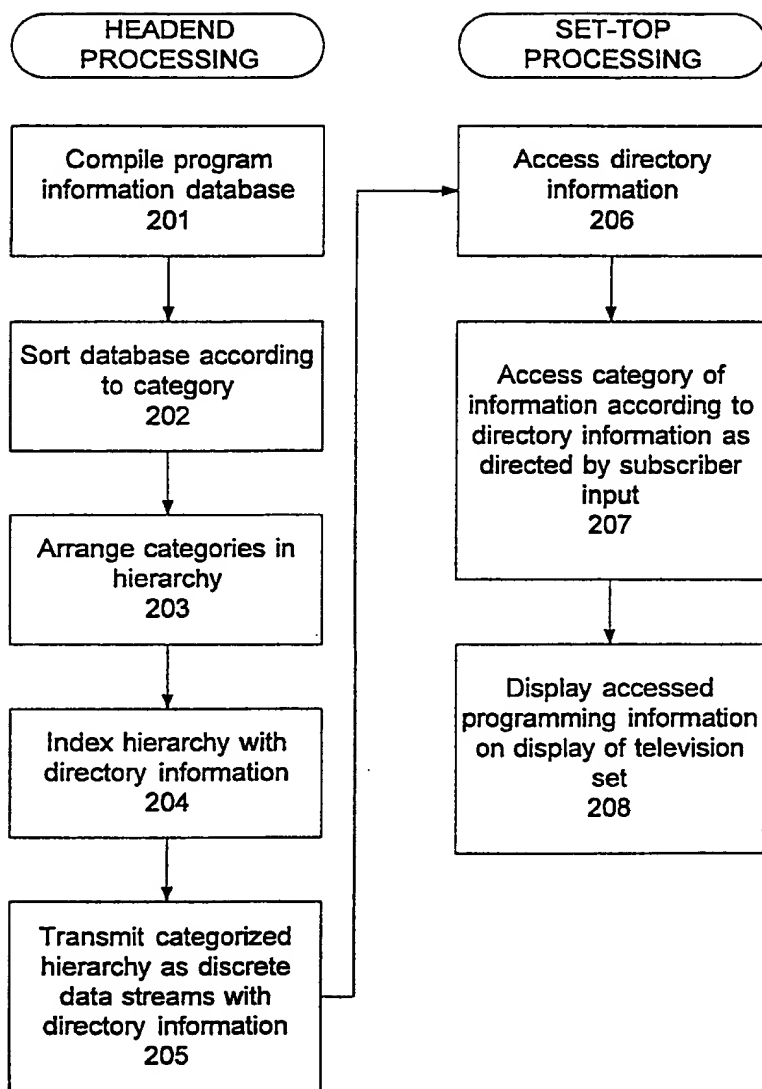 HEADEND
PROCESSING
Compile program
information database
201
Sort database according
to category
202
Arrange categories in
hierarchy
203
Index hierarchy with
directory information
204
Transmit categorized
hierarchy as discrete
data streams with
directory information
205
SET-TOP
PROCESSING
Access directory
information
206
Access category of
information according to
directory information as
directed by subscriber
input
207
Display accessed
programming information
on display of television
set
208